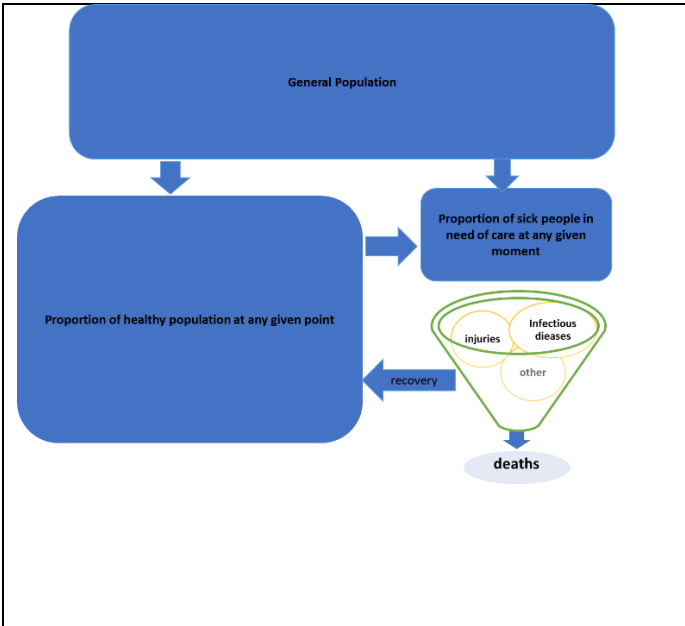 General Population
Proportion of sick people in
need of care at any given
moment
Proportion of healthy population at any given point
injuries
Infectious
dieases
other
recovery
deaths